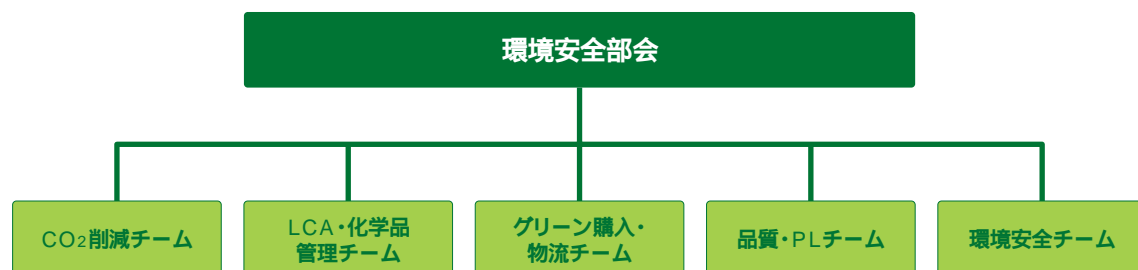 環境安全部会
CO₂削減チーム
LCA・化学品
管理チーム
グリーン購入・
物流チーム
品質・PLチーム
環境安全チーム